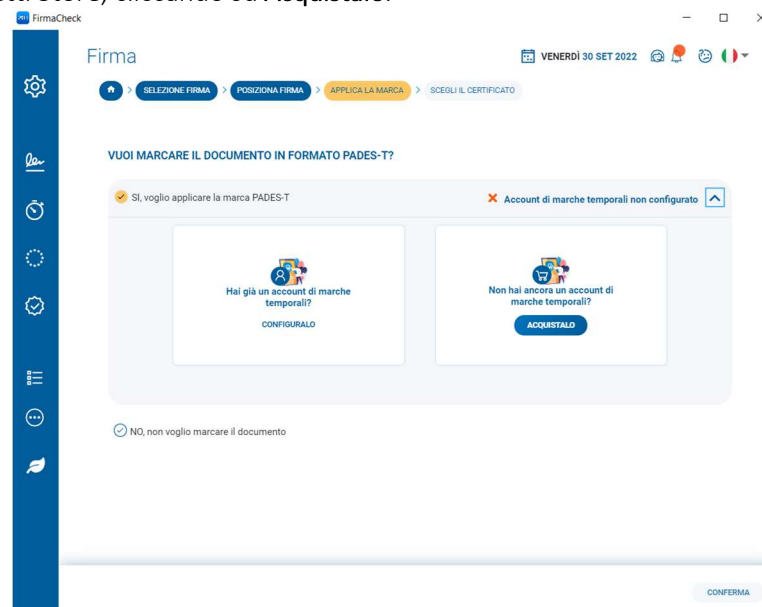 cliccando su Acquistalo.
FirmaCheck
Firma
VENERDÌ 30 SET 2022
> SELEZIONE FIRMA > POSIZIONA FIRMA > APPLICA LA MARCA > SCEGLI IL CERTIFICATO
VUOI MARCARE IL DOCUMENTO IN FORMATO PADES-T?
SI, voglio applicare la marca PADES-T
Account di marche temporali non configurato
Hai già un account di marche
temporali?
CONFIGURALO
Non hai ancora un account di
marche temporali?
ACQUISTALO
NO, non voglio marcare il documento
CONFERMA